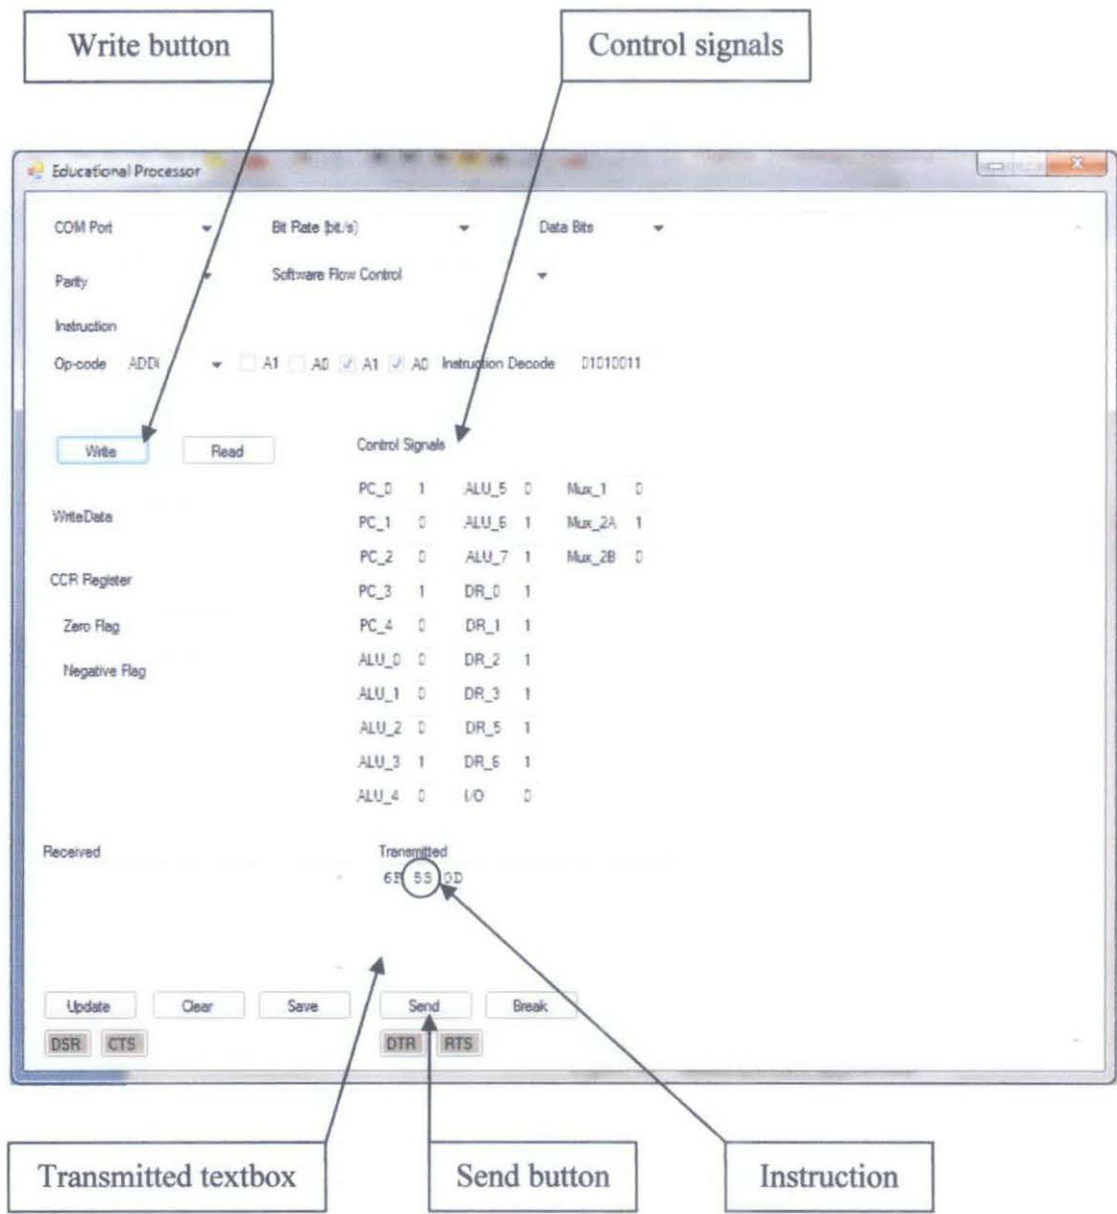 Write button Control signals
Educational Processor
COM Port Bit Rate (bit/s) Data Bits
Parity Software Flow Control
Instruction
Op-code ADDi A1 A0 A1 A0 Instruction Decode 01010011
Write Read Control Signals
PC_0 1 ALU_5 0 Mux_1 0
WriteData PC_1 0 ALU_6 1 Mux_2A 1
PC_2 0 ALU_7 1 Mux_2B 0
CCR Register PC_3 1 DR_0 1
Zero Flag PC_4 0 DR_1 1
Negative Flag ALU_0 0 DR_2 1
ALU_1 0 DR_3 1
ALU_2 0 DR_5 1
ALU_3 1 DR_6 1
ALU_4 0 I/O 0
Received Transmitted
53 0D
Update Clear Save Send Break
DSR CTS DTR RTS
Transmitted textbox Send button Instruction